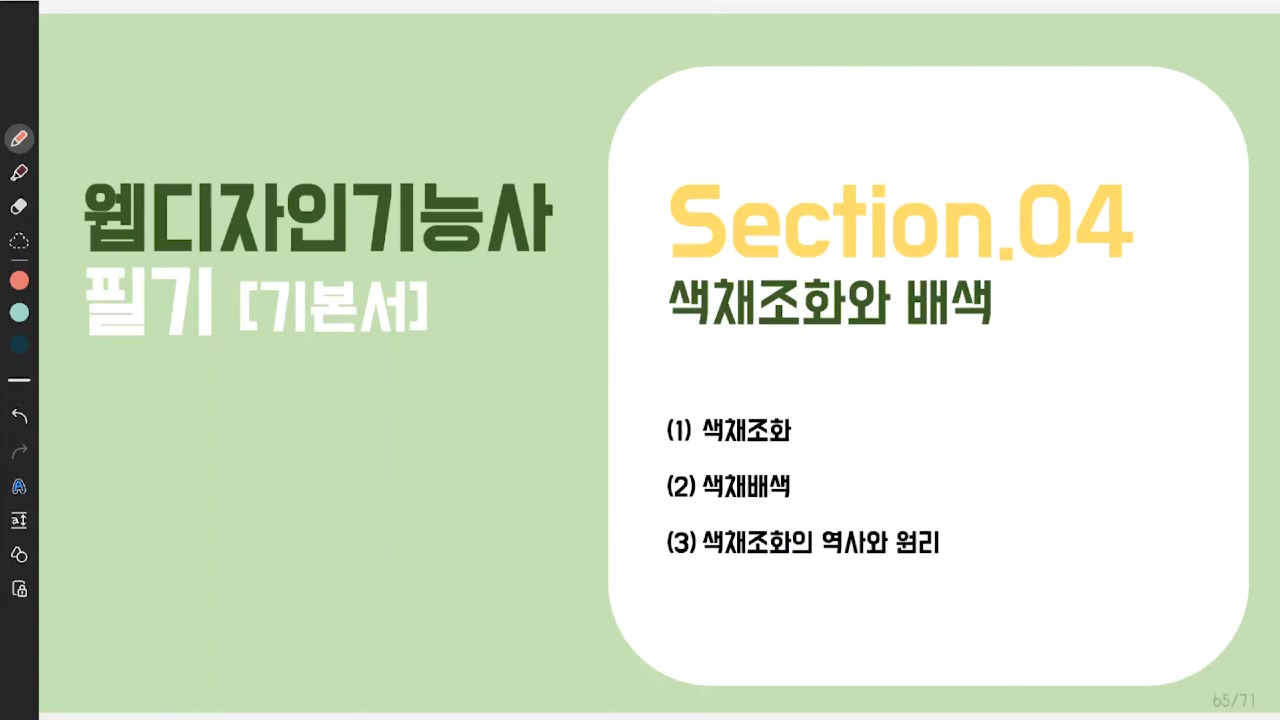 웹디자인기능사
필기 [기본서]
Section.04
색채조화와 배색
(1) 색채조화
(2) 색채배색
(3) 색채조화의 역사와 원리
65/71